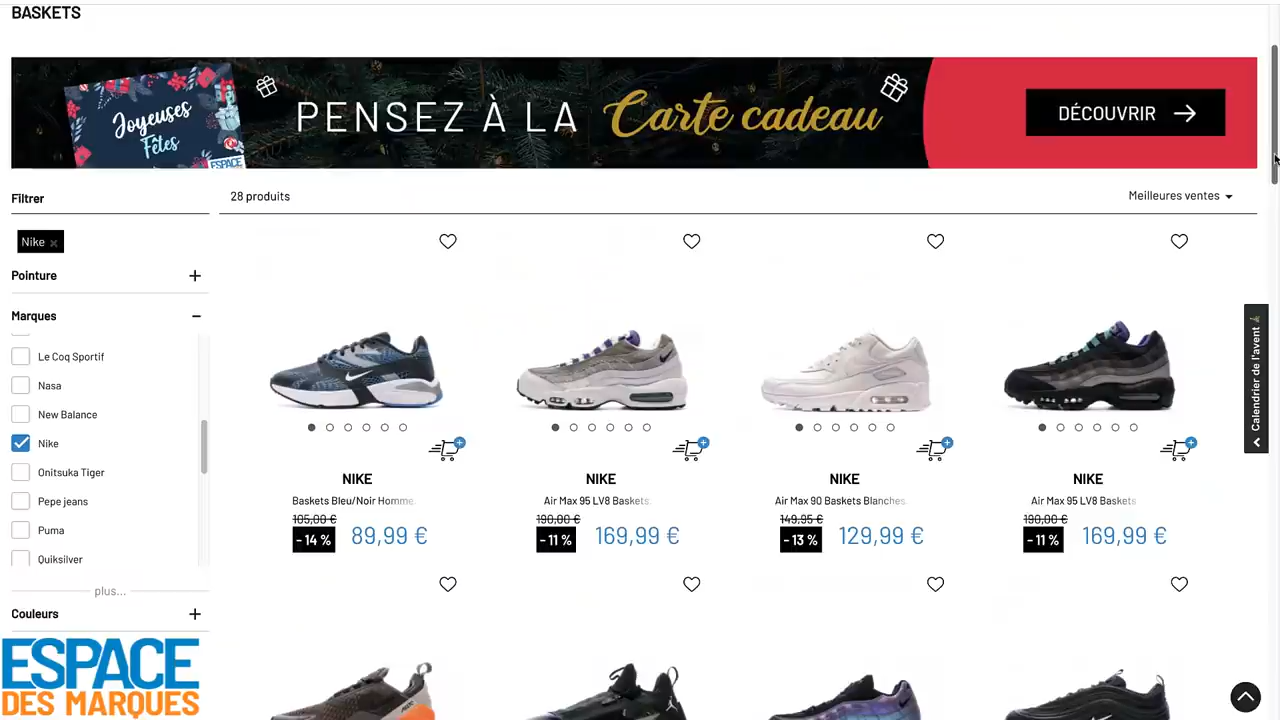 BASKETS
Joyeuses
Fêtes
ESPACE
PENSEZ À LA Carte cadeau
DÉCOUVRIR
Filtrer
28 produits
Meilleures ventes
Nike x
Pointure +
Marques −
Le Coq Sportif
Nasa
New Balance
Nike
Onitsuka Tiger
Pepe jeans
Puma
Quiksilver
plus...
Couleurs +
NIKE
Baskets Bleu/Noir Homme
105,00 €
- 14 % 89,99 €
NIKE
Air Max 95 LV8 Baskets
190,00 €
- 11 % 169,99 €
NIKE
Air Max 90 Baskets Blanches
149,95 €
- 13 % 129,99 €
NIKE
Air Max 95 LV8 Baskets
190,00 €
- 11 % 169,99 €
Calendrier de l'avent
ESPACE
DES MARQUES